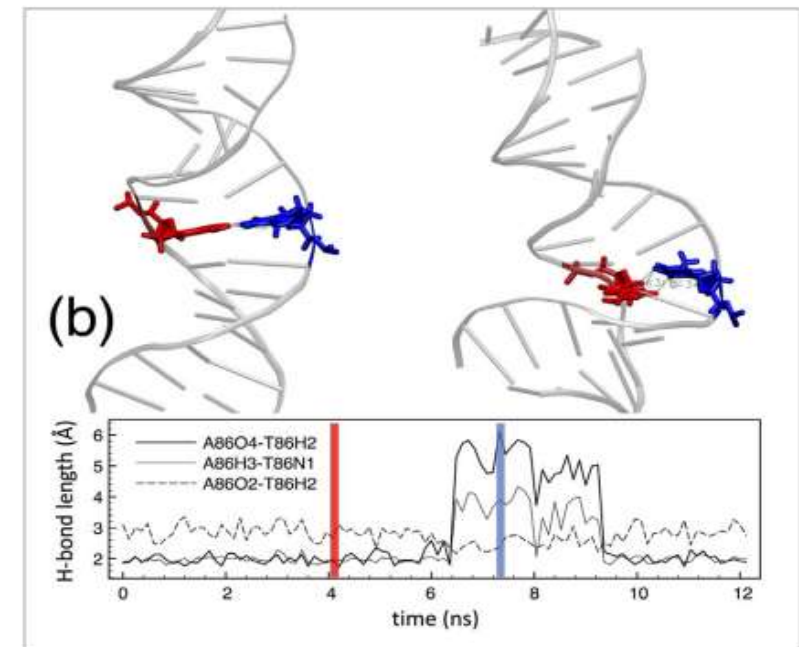 (b)
A86O4-T86H2
A86H3-T86N1
A86O2-T86H2
H-bond length (Å)
6
5
4
3
2
0 2 4 6 8 10 12
time (ns)